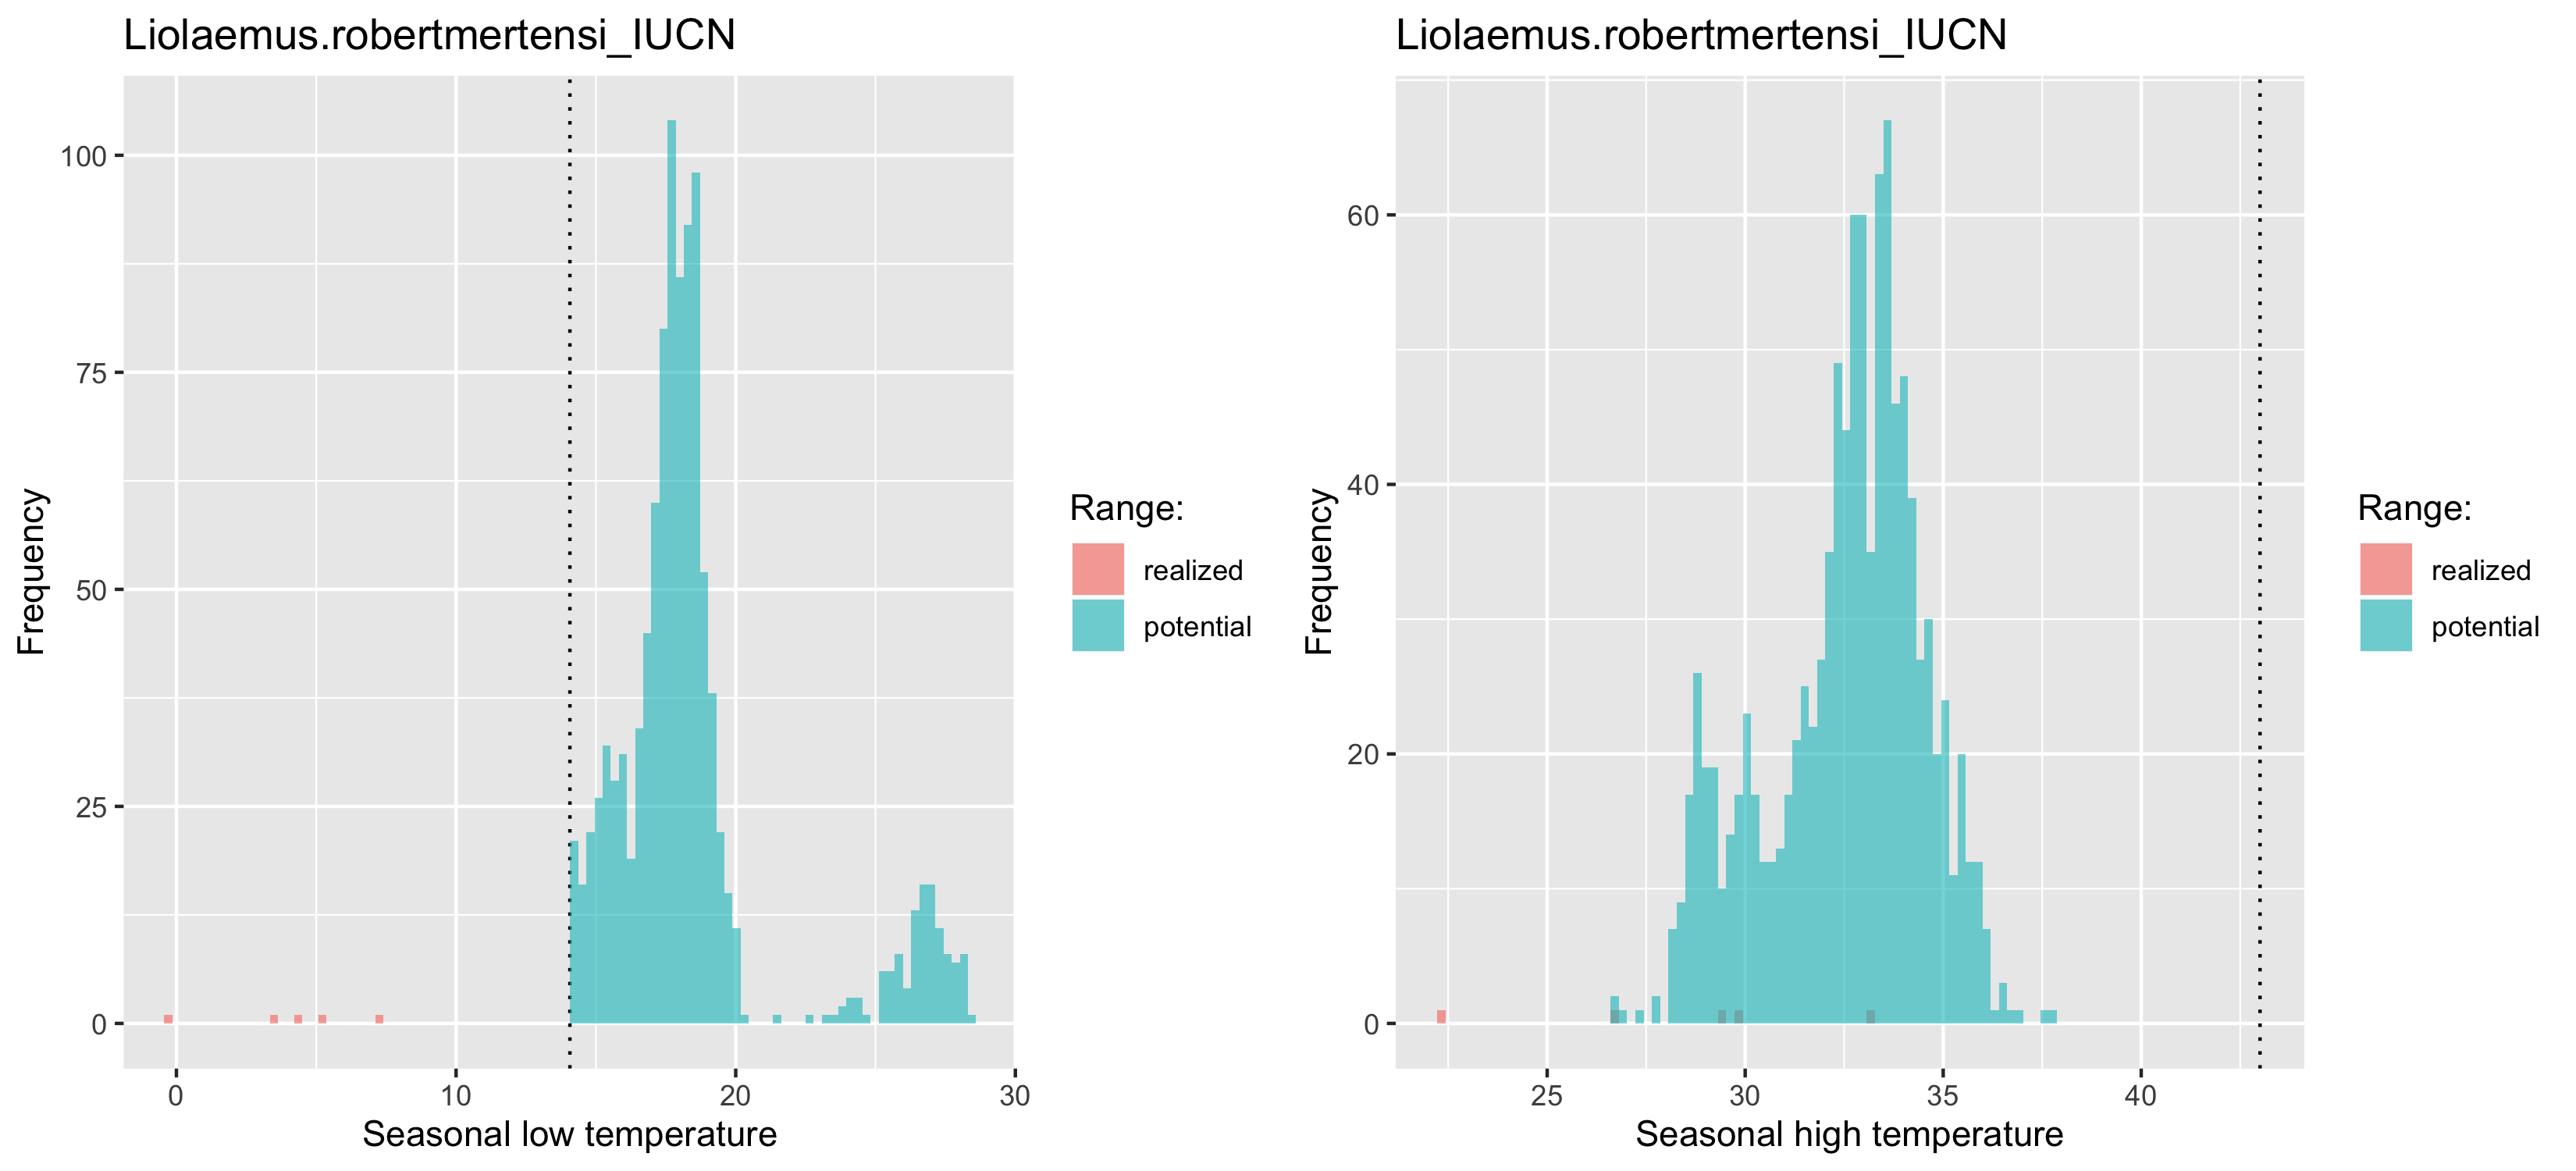 Liolaemus.robertmertensi_IUCN
Frequency
100
75
50
25
0
0 10 20 30
Seasonal low temperature
Range:
realized
potential
Liolaemus.robertmertensi_IUCN
Frequency
60
40
20
0
25 30 35 40
Seasonal high temperature
Range:
realized
potential